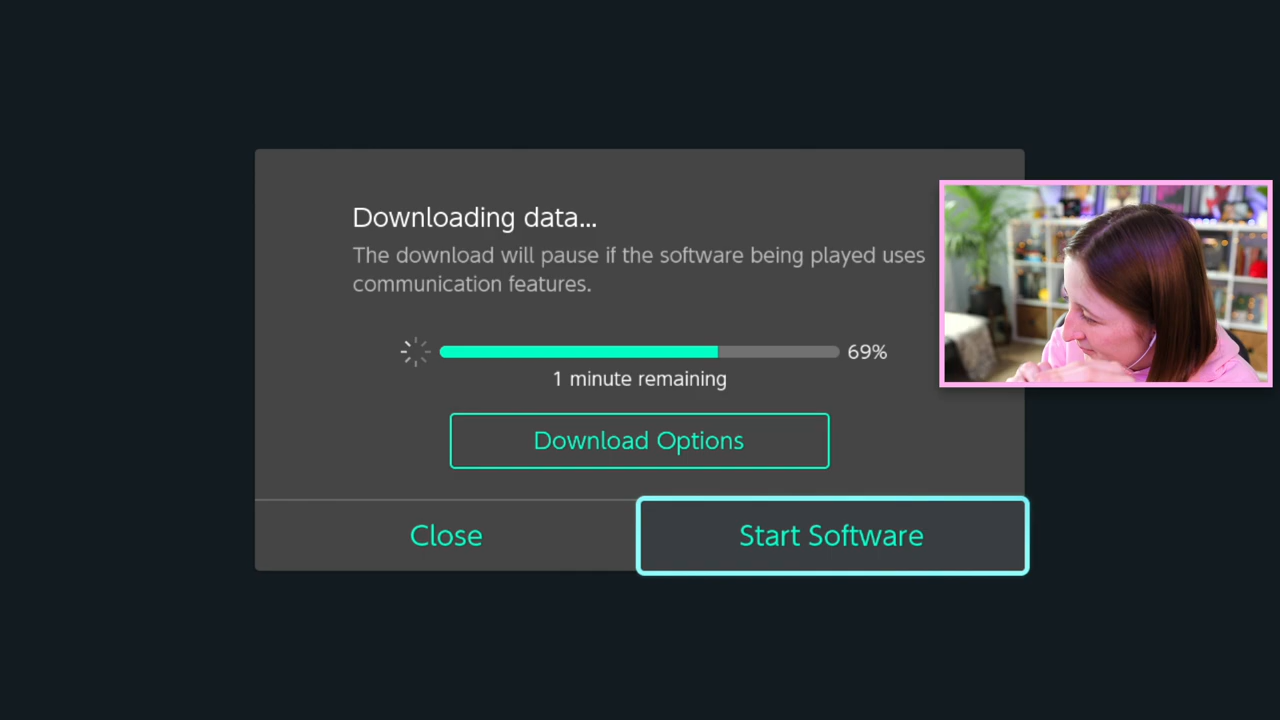 Downloading data...
The download will pause if the software being played uses
communication features.
69%
1 minute remaining
Download Options
Close
Start Software